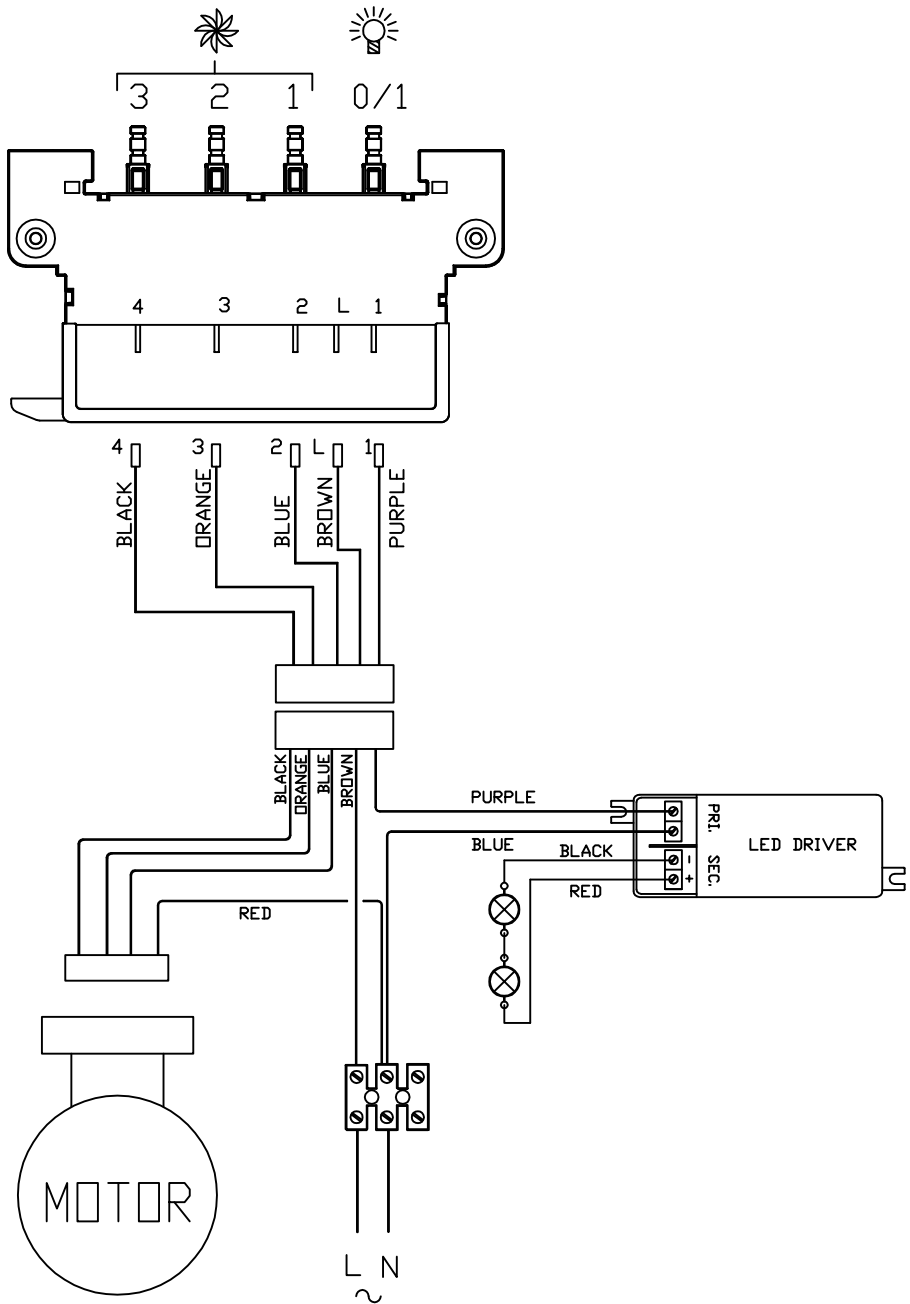 3 2 1 0/1
4 3 2 L 1
4 3 2 L 1
BLACK ORANGE BLUE BROWN PURPLE
BLACK ORANGE BLUE BROWN
PURPLE
BLUE
BLACK
RED
PRI.
SEC.
-
+
LED DRIVER
RED
MOTOR
L N
~